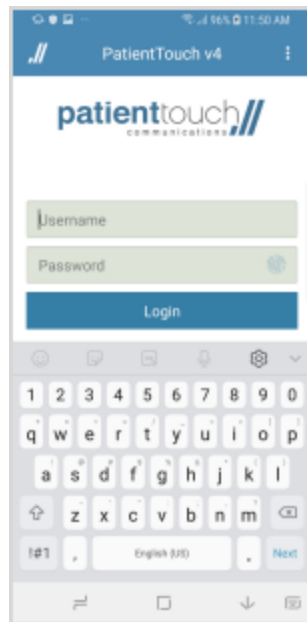 96% 11:50 AM
PatientTouch v4
patienttouch
communications
Username
Password
Login
1 2 3 4 5 6 7 8 9 0
q w e r t y u i o p
a s d f g h j k l
z x c v b n m
!#1 , English (US) . Next